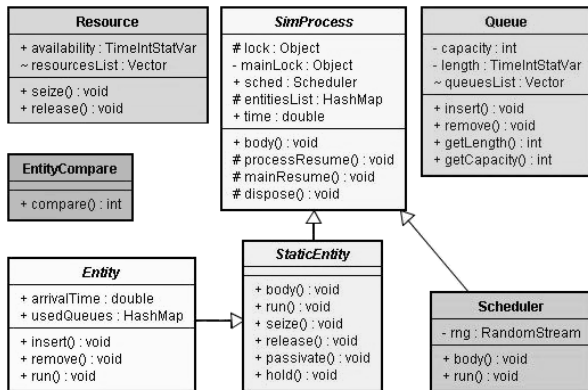 Resource
+ availability : TimeIntStatVar
~ resourcesList : Vector
+ seize() : void
+ release() : void
SimProcess
# lock : Object
- mainLock : Object
+ sched : Scheduler
# entitiesList : HashMap
+ time : double
+ body() : void
# processResume() : void
# mainResume() : void
# dispose() : void
Queue
- capacity : int
- length : TimeIntStatVar
~ queuesList : Vector
+ insert() : void
+ remove() : void
+ getLength() : int
+ getCapacity() : int
EntityCompare
+ compare() : int
Entity
+ arrivalTime : double
+ usedQueues : HashMap
+ insert() : void
+ remove() : void
+ run() : void
StaticEntity
+ body() : void
+ run() : void
+ seize() : void
+ release() : void
+ passivate() : void
+ hold() : void
Scheduler
- rng : RandomStream
+ body() : void
+ run() : void